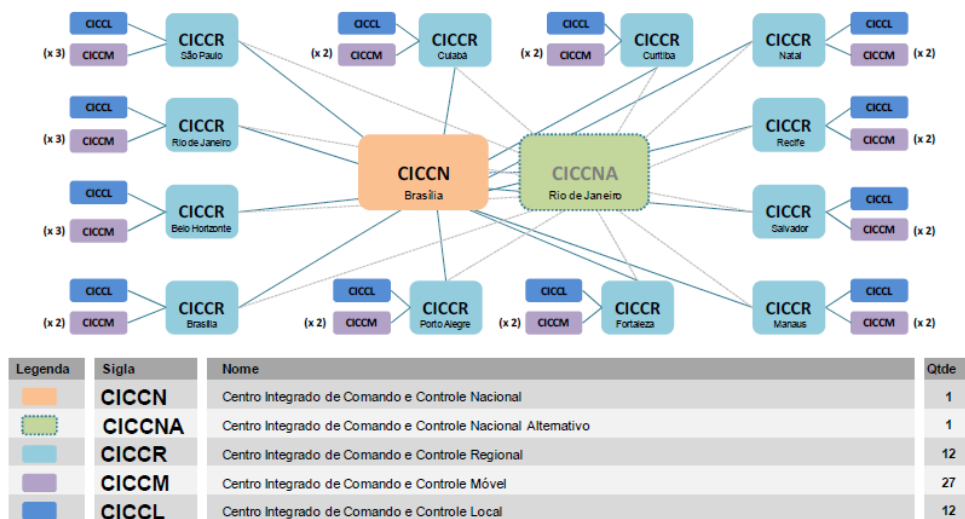 CICCL
(x 3) CICCM
CICCR
São Paulo
CICCL
(x 2) CICCM
CICCR
Cuiabá
CICCL
(x 2) CICCM
CICCR
Curitiba
CICCR
Natal
CICCL
CICCM (x 2)
CICCL
(x 3) CICCM
CICCR
Rio de Janeiro
CICCR
Recife
CICCL
CICCM (x 2)
CICCN
Brasília
CICCNA
Rio de Janeiro
CICCL
(x 3) CICCM
CICCR
Belo Horizonte
CICCR
Salvador
CICCL
CICCM (x 2)
CICCL
(x 2) CICCM
CICCR
Brasília
CICCL
(x 2) CICCM
CICCR
Porto Alegre
CICCL
(x 2) CICCM
CICCR
Fortaleza
CICCR
Manaus
CICCL
CICCM (x 2)
Legenda Sigla Nome Qtde
CICCN Centro Integrado de Comando e Controle Nacional 1
CICCNA Centro Integrado de Comando e Controle Nacional Alternativo 1
CICCR Centro Integrado de Comando e Controle Regional 12
CICCM Centro Integrado de Comando e Controle Móvel 27
CICCL Centro Integrado de Comando e Controle Local 12